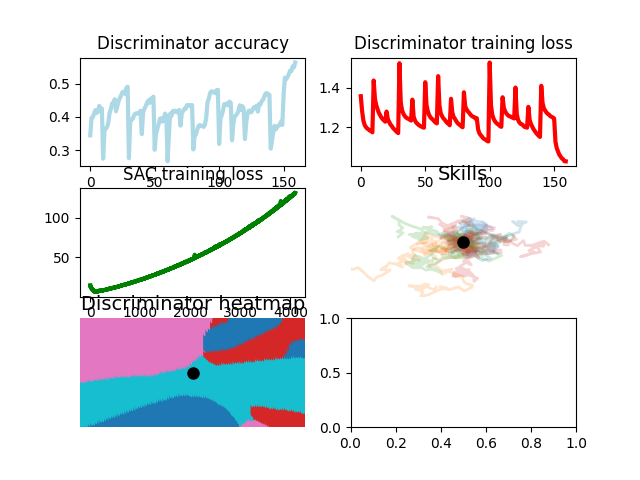 Discriminator accuracy
0.5
0.4
0.3
0 50 100 150
Discriminator training loss
1.4
1.2
0 50 100 150
SAC training loss
100
50
0 1000 2000 3000 4000
Skills
Discriminator heatmap
1.0
0.5
0.0
0.0 0.2 0.4 0.6 0.8 1.0